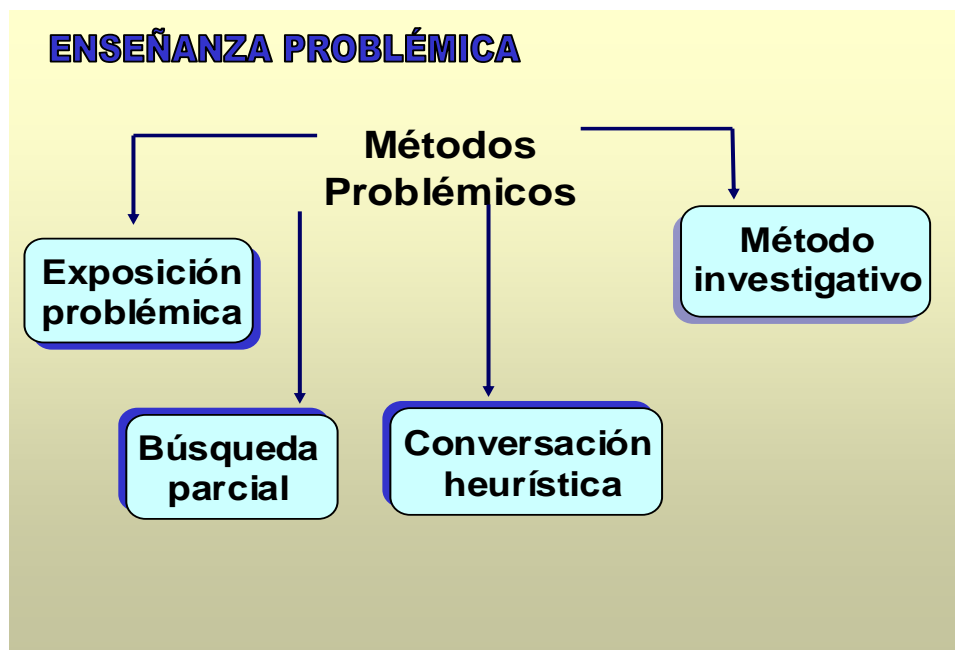 ENSEÑANZA PROBLÉMICA
Métodos
Problémicos
Exposición
problémica
Método
investigativo
Búsqueda
parcial
Conversación
heurística